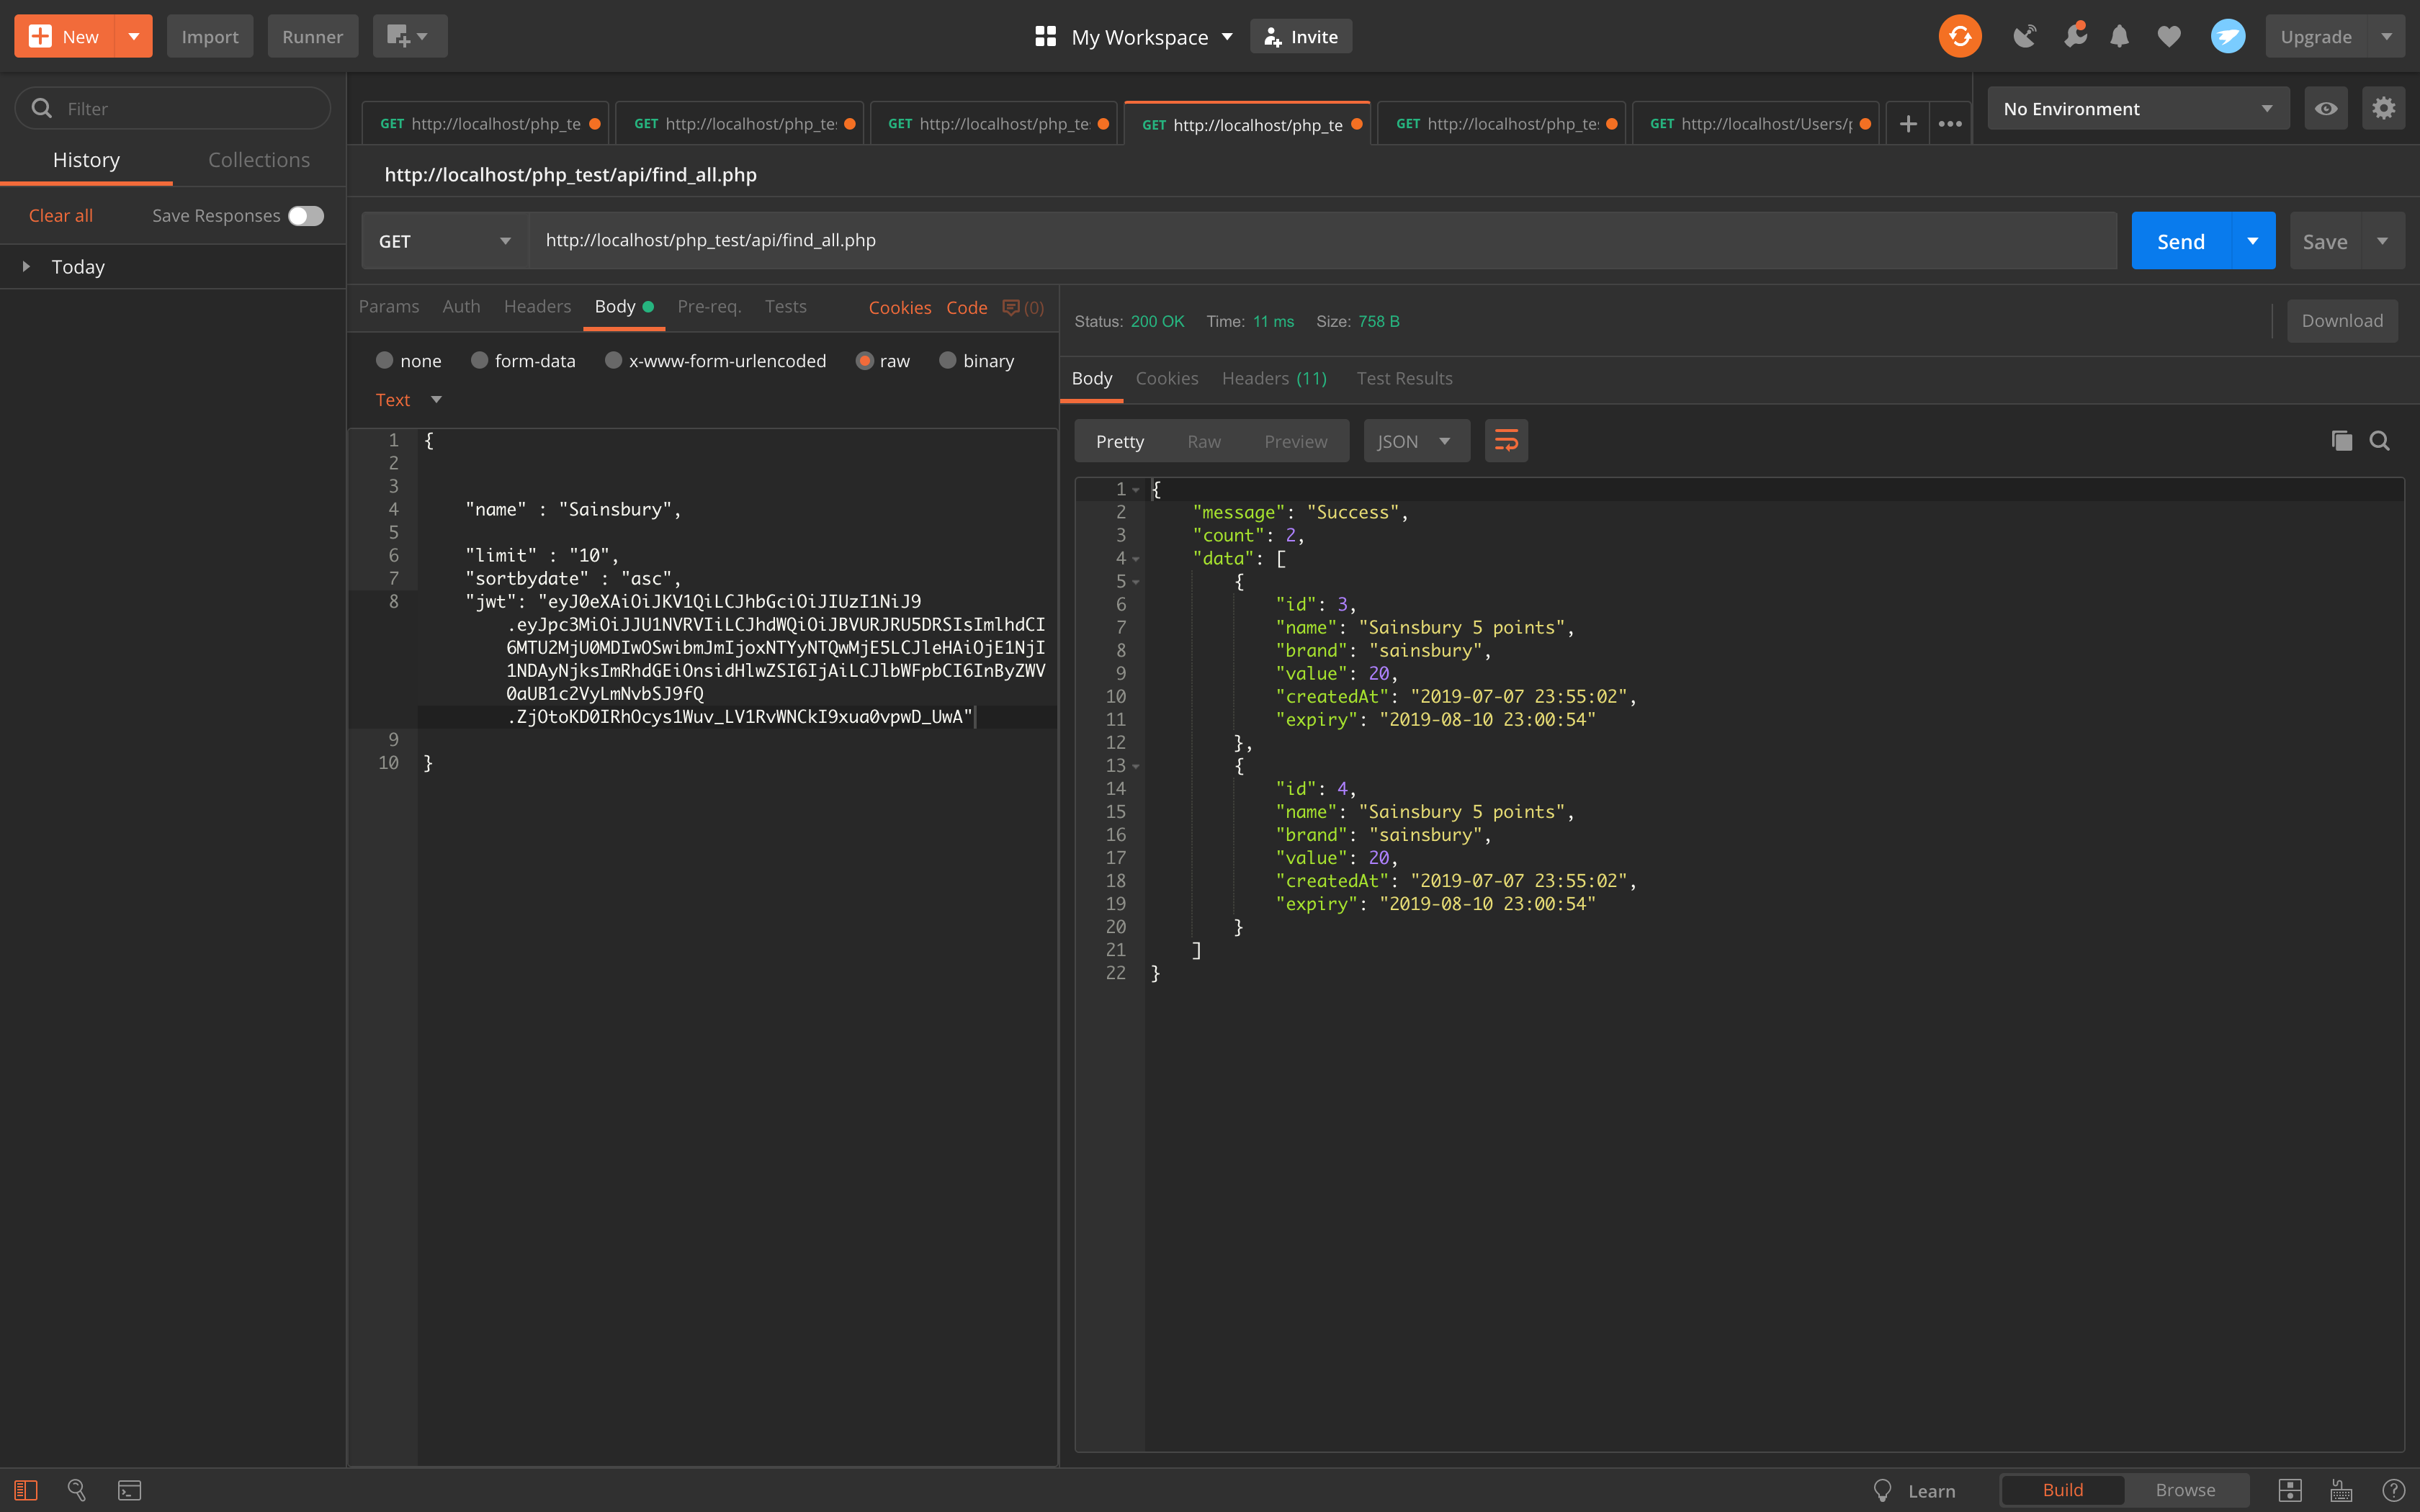 New
Import
Runner
My Workspace
Invite
Upgrade
Filter
History
Collections
Clear all
Save Responses
Today
GET http://localhost/php_te
GET http://localhost/php_te
GET http://localhost/php_te
GET http://localhost/php_te
GET http://localhost/php_te
GET http://localhost/Users/
No Environment
http://localhost/php_test/api/find_all.php
GET
http://localhost/php_test/api/find_all.php
Send
Save
Params Auth Headers Body Pre-req. Tests Cookies Code (0)
none form-data x-www-form-urlencoded raw binary
Text
1 {
2
3
4 "name" : "Sainsbury",
5
6 "limit" : "10",
7 "sortbydate" : "asc",
8 "jwt": "eyJ0eXAiOiJKV1QiLCJhbGciOiJIUzI1NiJ9
.eyJpc3MiOiJJU1NVRVIiLCJhdWQiOiJBVURJRU5DRSIsImlhdCI
6MTU2MjU0MDIwOSwibmJmIjoxNTYyNTQwMjE5LCJleHAiOjE1NjI
1NDAyNjksImRhdGEiOnsidHlwZSI6IjAiLCJlbWFpbCI6InByZWV
0aUB1c2VyLmNvbSJ9fQ
.ZjOtoKD0IRhOcys1Wuv_LV1RvWNCkI9xua0vpwD_UwA"
9
10 }
Status: 200 OK Time: 11 ms Size: 758 B
Download
Body Cookies Headers (11) Test Results
Pretty Raw Preview JSON
1 {
2 "message": "Success",
3 "count": 2,
4 "data": [
5 {
6 "id": 3,
7 "name": "Sainsbury 5 points",
8 "brand": "sainsbury",
9 "value": 20,
10 "createdAt": "2019-07-07 23:55:02",
11 "expiry": "2019-08-10 23:00:54"
12 },
13 {
14 "id": 4,
15 "name": "Sainsbury 5 points",
16 "brand": "sainsbury",
17 "value": 20,
18 "createdAt": "2019-07-07 23:55:02",
19 "expiry": "2019-08-10 23:00:54"
20 }
21 ]
22 }
Learn
Build
Browse